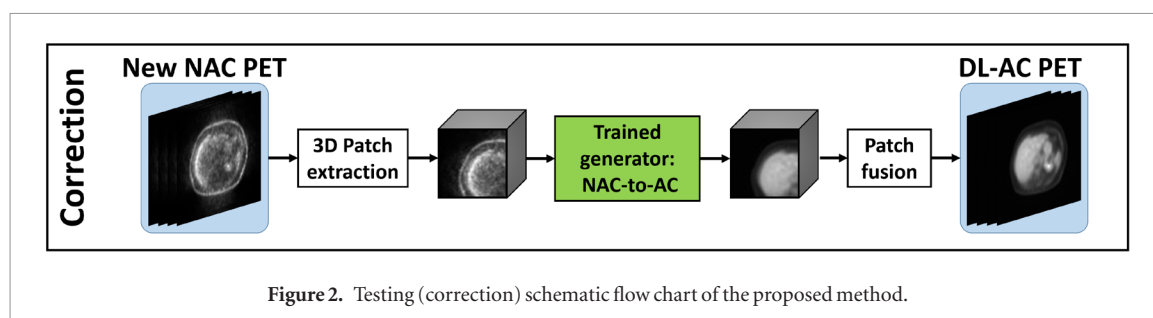 Correction
New NAC PET
3D Patch
extraction
Trained
generator:
NAC-to-AC
Patch
fusion
DL-AC PET
Figure 2. Testing (correction) schematic flow chart of the proposed method.